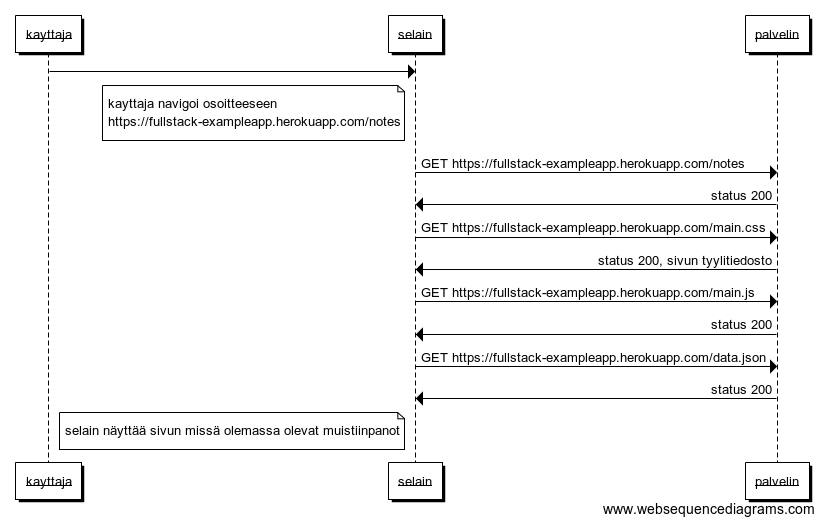 kayttaja
selain
palvelin
kayttaja navigoi osoitteeseen
https://fullstack-exampleapp.herokuapp.com/notes
GET https://fullstack-exampleapp.herokuapp.com/notes
status 200
GET https://fullstack-exampleapp.herokuapp.com/main.css
status 200, sivun tyylitiedosto
GET https://fullstack-exampleapp.herokuapp.com/main.js
status 200
GET https://fullstack-exampleapp.herokuapp.com/data.json
status 200
selain näyttää sivun missä olemassa olevat muistiinpanot
kayttaja
selain
palvelin
www.websequencediagrams.com